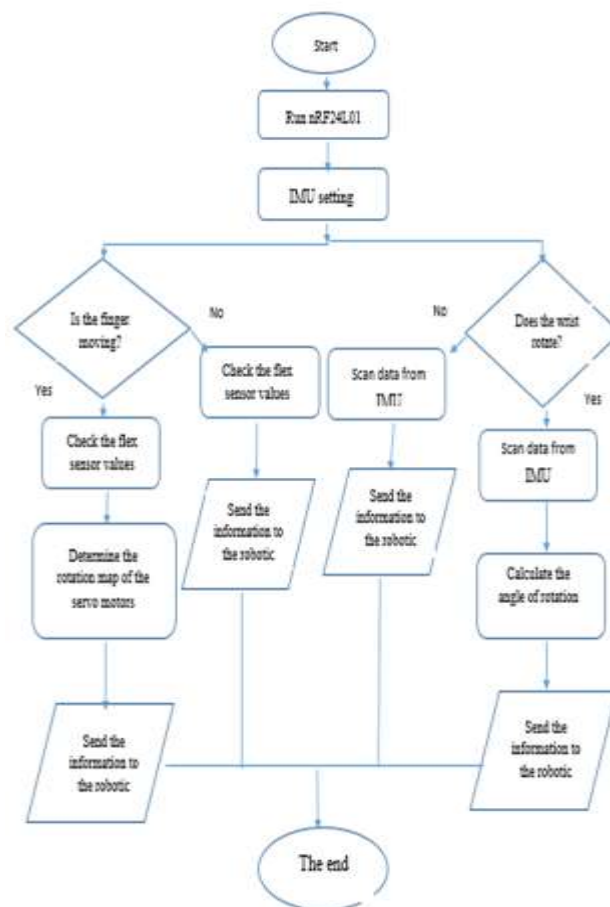 Start
Run nRF24L01
IMU setting
Is the finger
moving?
No
Yes
Check the flex
sensor values
Determine the
rotation map of the
servo motors
Send the
information to
the robotic
Check the flex
sensor values
Send the
information to
the robotic
No
Does the wrist
rotate?
Yes
Scan data from
IMU
Send the
information to
the robotic
Scan data from
IMU
Calculate the
angle of rotation
Send the
information to
the robotic
The end